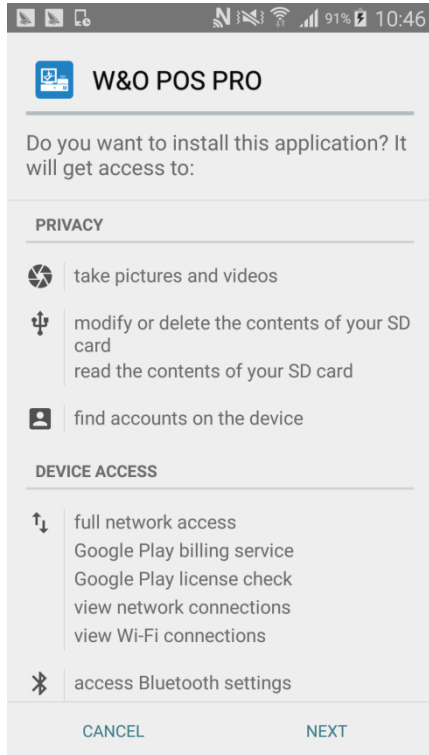 91% 10:46
W&O POS PRO
Do you want to install this application? It
will get access to:
PRIVACY
take pictures and videos
modify or delete the contents of your SD
card
read the contents of your SD card
find accounts on the device
DEVICE ACCESS
full network access
Google Play billing service
Google Play license check
view network connections
view Wi-Fi connections
access Bluetooth settings
CANCEL NEXT